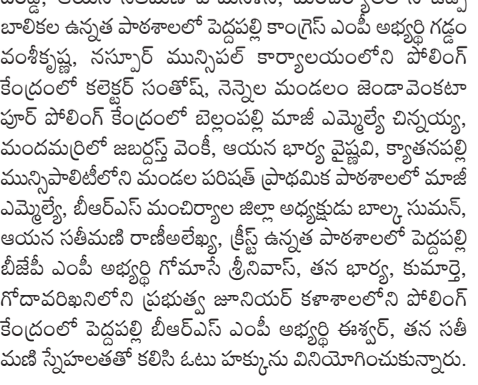 బాలికల ఉన్నత పాఠశాలలో పెద్దపల్లి కాంగ్రెస్ ఎంపీ అభ్యర్థి గడ్డం
వంశీకృష్ణ, నస్పూర్ మున్సిపల్ కార్యాలయంలోని పోలింగ్
కేంద్రంలో కలెక్టర్ సంతోష్, నెన్నెల మండలం జెండావెంకటా
పూర్ పోలింగ్ కేంద్రంలో బెల్లంపల్లి మాజీ ఎమ్మెల్యే చిన్నయ్య,
మందమర్రిలో జబర్దస్త్ వెంకీ, ఆయన భార్య వైష్ణవి, క్యాతనపల్లి
మున్సిపాలిటీలోని మండల పరిషత్ ప్రాథమిక పాఠశాలలో మాజీ
ఎమ్మెల్యే, బీఆర్ఎస్ మంచిర్యాల జిల్లా అధ్యక్షుడు బాల్క సుమన్,
ఆయన సతీమణి రాణీఅలేఖ్య, క్రీస్ట్ ఉన్నత పాఠశాలలో పెద్దపల్లి
బీజేపీ ఎంపీ అభ్యర్థి గోమాసే శ్రీనివాస్, తన భార్య, కుమార్తె,
గోదావరిఖనిలోని ప్రభుత్వ జూనియర్ కళాశాలలోని పోలింగ్
కేంద్రంలో పెద్దపల్లి బీఆర్ఎస్ ఎంపీ అభ్యర్థి ఈశ్వర్, తన సతీ
మణి స్నేహలతతో కలిసి ఓటు హక్కును వినియోగించుకున్నారు.